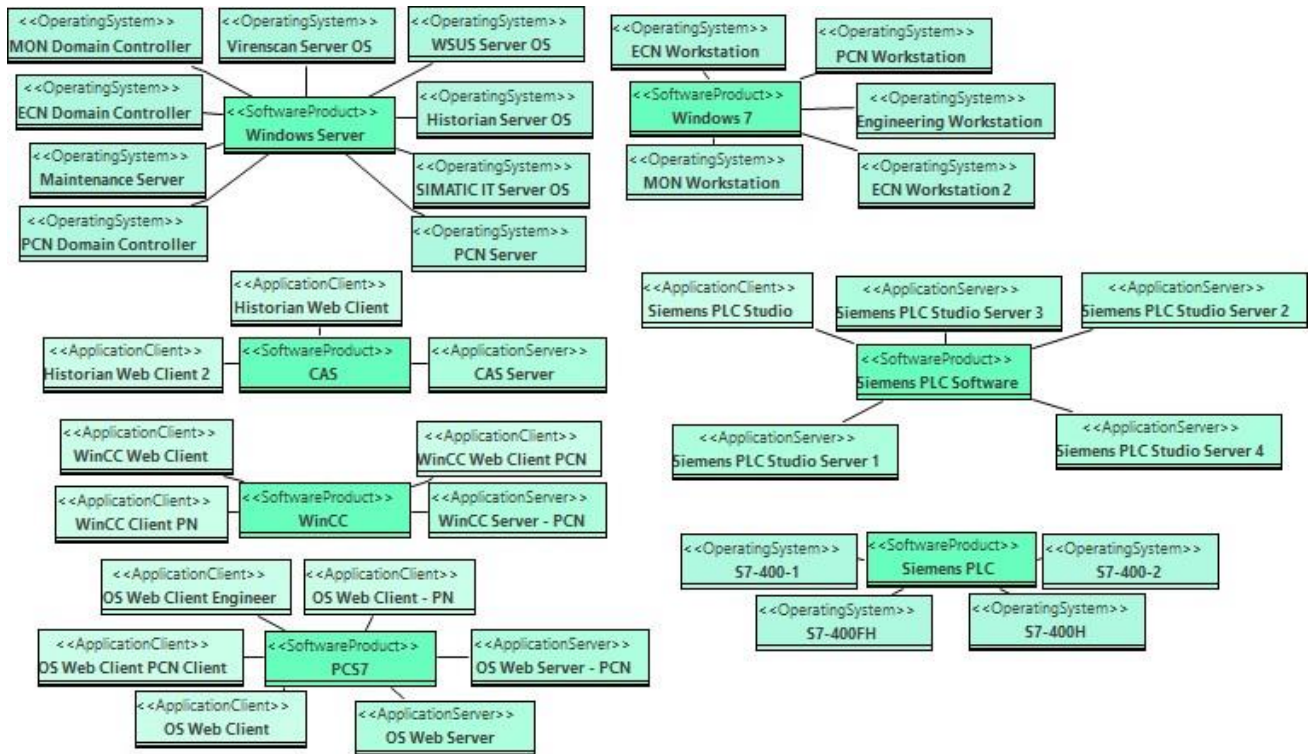 <<OperatingSystem>>
MON Domain Controller
<<OperatingSystem>>
Virenscan Server OS
<<OperatingSystem>>
WSUS Server OS
<<OperatingSystem>>
ECN Domain Controller
<<SoftwareProduct>>
Windows Server
<<OperatingSystem>>
Historian Server OS
<<OperatingSystem>>
Maintenance Server
<<OperatingSystem>>
SIMATIC IT Server OS
<<OperatingSystem>>
PCN Domain Controller
<<OperatingSystem>>
PCN Server
<<OperatingSystem>>
ECN Workstation
<<OperatingSystem>>
PCN Workstation
<<SoftwareProduct>>
Windows 7
<<OperatingSystem>>
Engineering Workstation
<<OperatingSystem>>
MON Workstation
<<OperatingSystem>>
ECN Workstation 2
<<ApplicationClient>>
Historian Web Client
<<ApplicationClient>>
Historian Web Client 2
<<SoftwareProduct>>
CAS
<<ApplicationServer>>
CAS Server
<<ApplicationClient>>
Siemens PLC Studio
<<ApplicationServer>>
Siemens PLC Studio Server 3
<<ApplicationServer>>
Siemens PLC Studio Server 2
<<SoftwareProduct>>
Siemens PLC Software
<<ApplicationServer>>
Siemens PLC Studio Server 1
<<ApplicationServer>>
Siemens PLC Studio Server 4
<<ApplicationClient>>
WinCC Web Client
<<ApplicationClient>>
WinCC Web Client PCN
<<ApplicationClient>>
WinCC Client PN
<<SoftwareProduct>>
WinCC
<<ApplicationServer>>
WinCC Server - PCN
<<OperatingSystem>>
S7-400-1
<<SoftwareProduct>>
Siemens PLC
<<OperatingSystem>>
S7-400-2
<<OperatingSystem>>
S7-400FH
<<OperatingSystem>>
S7-400H
<<ApplicationClient>>
OS Web Client Engineer
<<ApplicationClient>>
OS Web Client - PN
<<ApplicationClient>>
OS Web Client PCN Client
<<SoftwareProduct>>
PCS7
<<ApplicationServer>>
OS Web Server - PCN
<<ApplicationClient>>
OS Web Client
<<ApplicationServer>>
OS Web Server